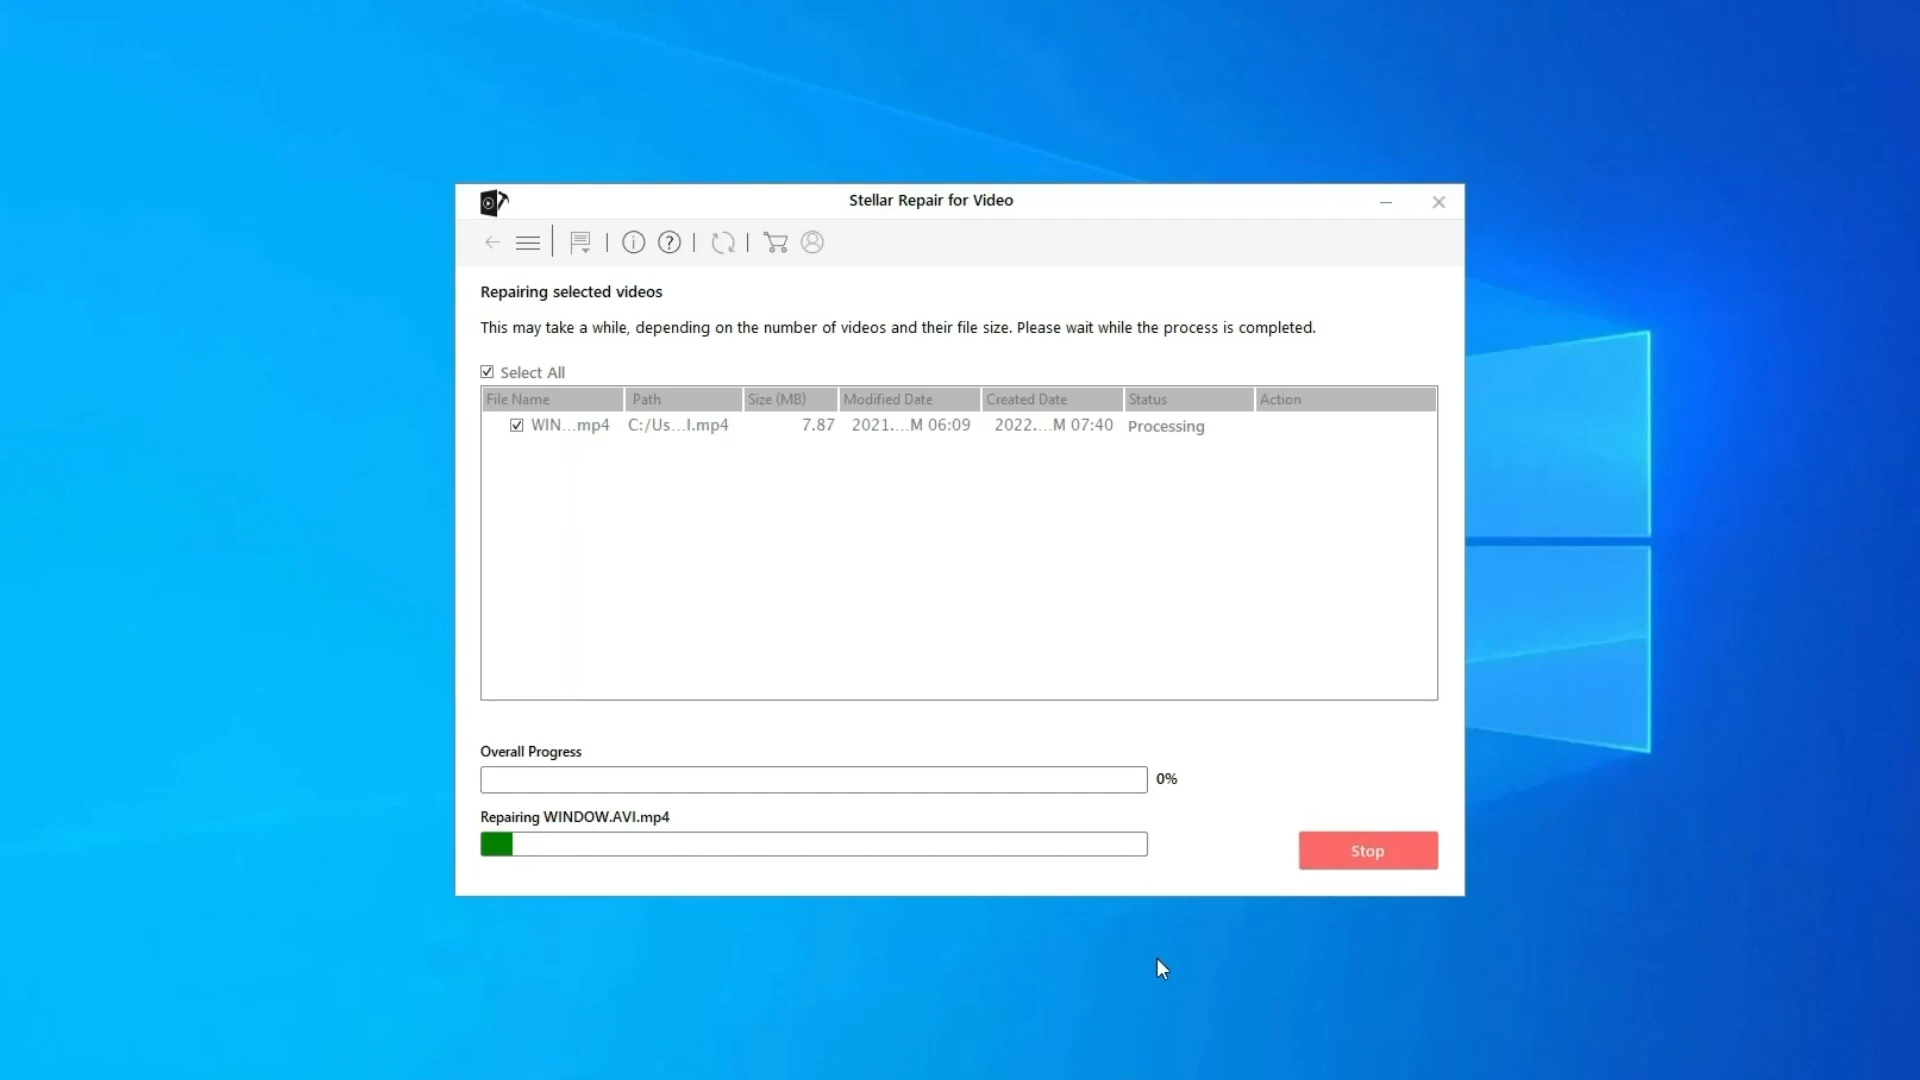 Stellar Repair for Video
Repairing selected videos
This may take a while, depending on the number of videos and their file size. Please wait while the process is completed.
Select All
File Name Path Size (MB) Modified Date Created Date Status Action
WIN...mp4 C:/Us...I.mp4 7.87 2021....M 06:09 2022....M 07:40 Processing
Overall Progress
0%
Repairing WINDOW.AVI.mp4
Stop